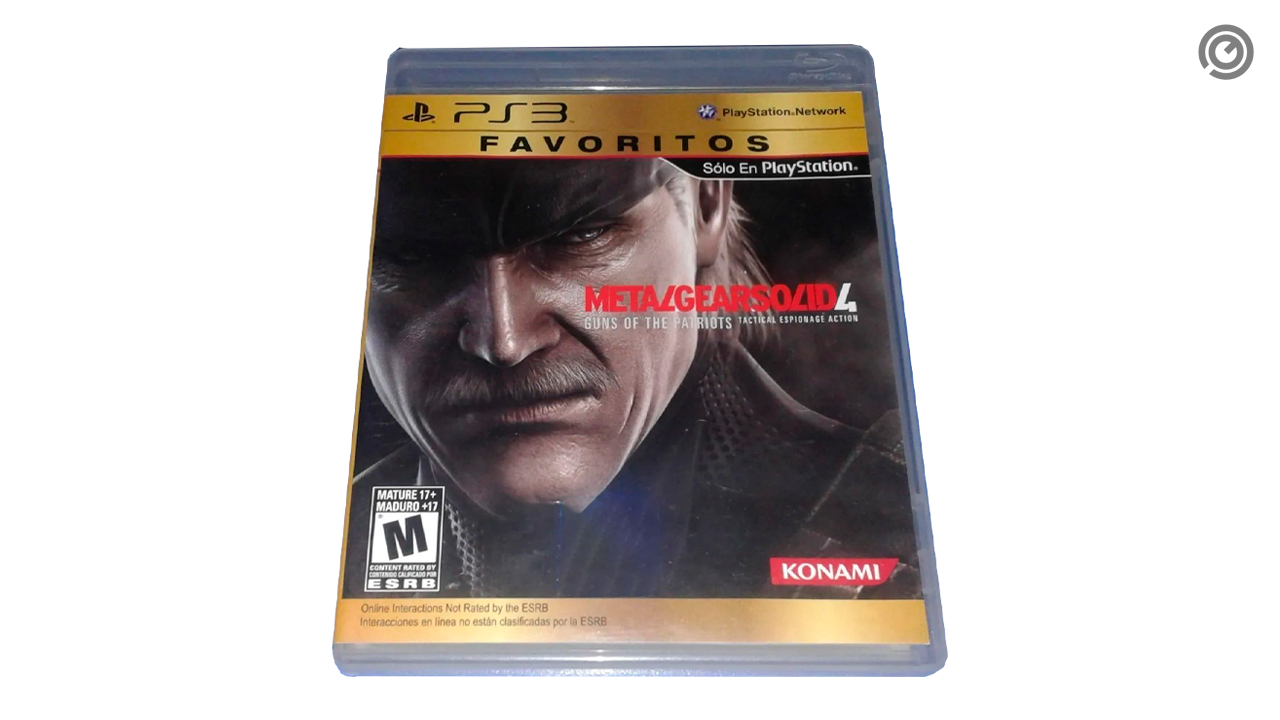 PS3™
PlayStation®Network
FAVORITOS
Sólo En PlayStation®
METAL GEAR SOLID 4
GUNS OF THE PATRIOTS TACTICAL ESPIONAGE ACTION
MATURE 17+
MADURO +17
M
CONTENT RATED BY
CONTENIDO CALIFICADO POR
ESRB
KONAMI
Online Interactions Not Rated by the ESRB
Interacciones en línea no están clasificadas por la ESRB